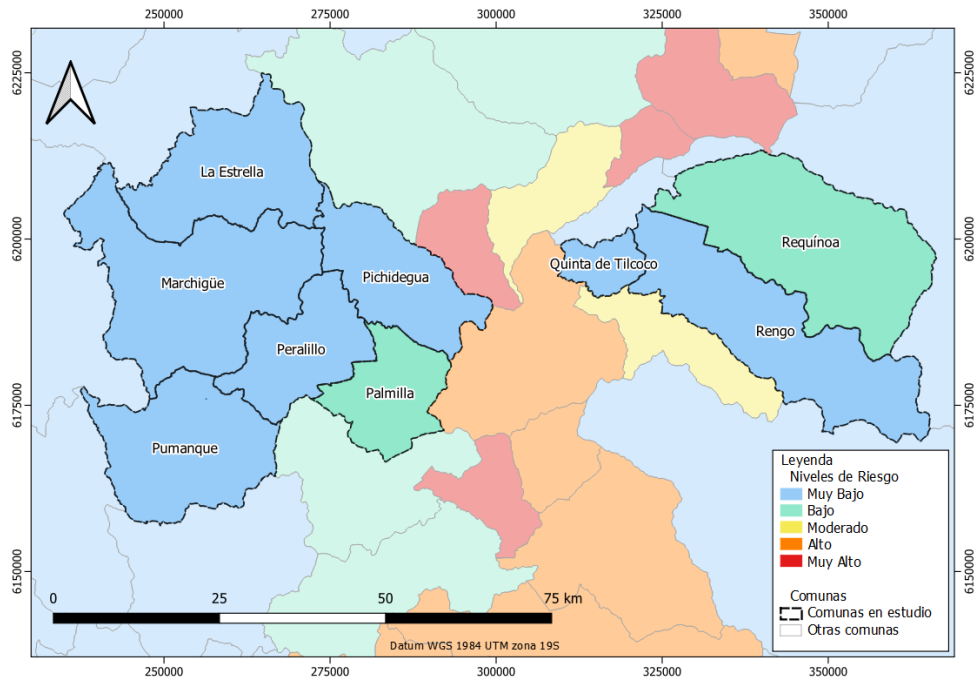 250000 275000 300000 325000 350000
6225000 6225000
La Estrella
6200000 6200000
Requínoa
Quinta de Tilcoco
Pichidegua
Marchigüe
Rengo
Peralillo
Palmilla
6175000 6175000
Pumanque
Leyenda
Niveles de Riesgo
Muy Bajo
Bajo
Moderado
Alto
Muy Alto
6150000 6150000
Comunas
Comunas en estudio
Otras comunas
0 25 50 75 km
Datum WGS 1984 UTM zona 19S
250000 275000 300000 325000 350000